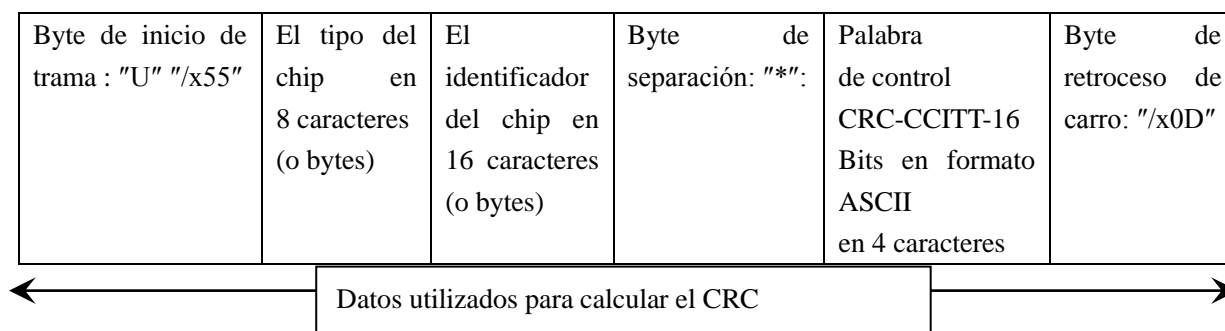 Byte de inicio de
trama : "U" "/x55"
El tipo del
chip en
8 caracteres
(o bytes)
El
identificador
del chip en
16 caracteres
(o bytes)
Byte de
separación: "*":
Palabra
de control
CRC-CCITT-16
Bits en formato
ASCII
en 4 caracteres
Byte de
retroceso de
carro: "/x0D"
Datos utilizados para calcular el CRC